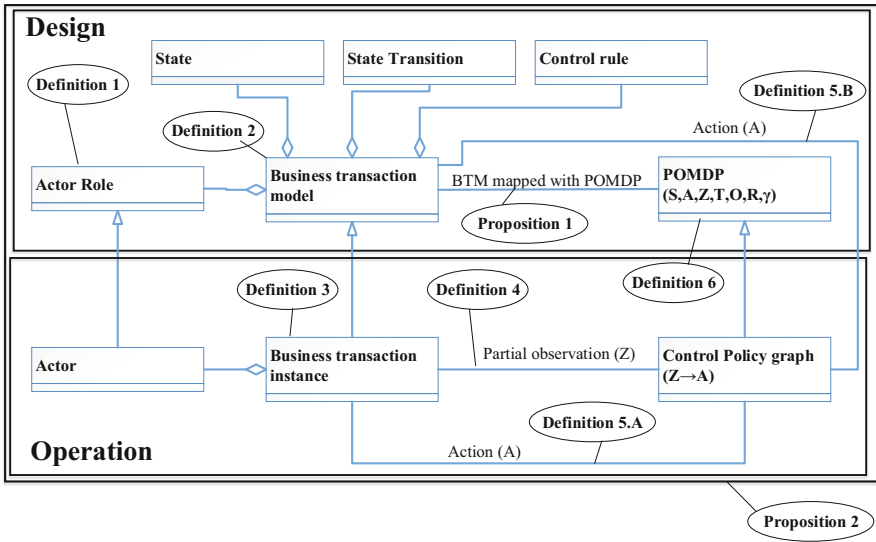 Design
State
State Transition
Control rule
Definition 1
Definition 5.B
Definition 2
Action (A)
Actor Role
Business transaction
model
BTM mapped with POMDP
POMDP
(S,A,Z,T,O,R,γ)
Proposition 1
Definition 3
Definition 4
Definition 6
Actor
Business transaction
instance
Partial observation (Z)
Control Policy graph
(Z→A)
Definition 5.A
Operation
Action (A)
Proposition 2